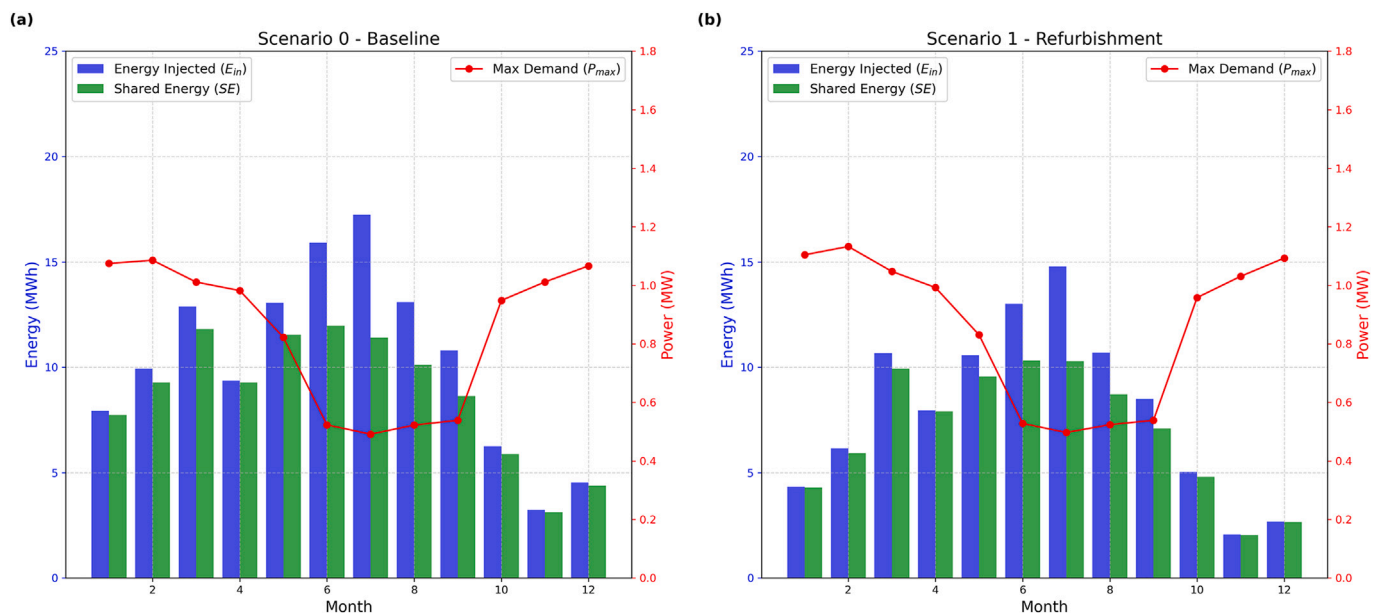 (a)
Scenario 0 - Baseline
Energy Injected (E_in)
Shared Energy (SE)
Max Demand (P_max)
Energy (MWh)
25
20
15
10
5
0
Power (MW)
1.8
1.6
1.4
1.2
1.0
0.8
0.6
0.4
0.2
0.0
2 4 6 8 10 12
Month
(b)
Scenario 1 - Refurbishment
Energy Injected (E_in)
Shared Energy (SE)
Max Demand (P_max)
Energy (MWh)
25
20
15
10
5
0
Power (MW)
1.8
1.6
1.4
1.2
1.0
0.8
0.6
0.4
0.2
0.0
2 4 6 8 10 12
Month